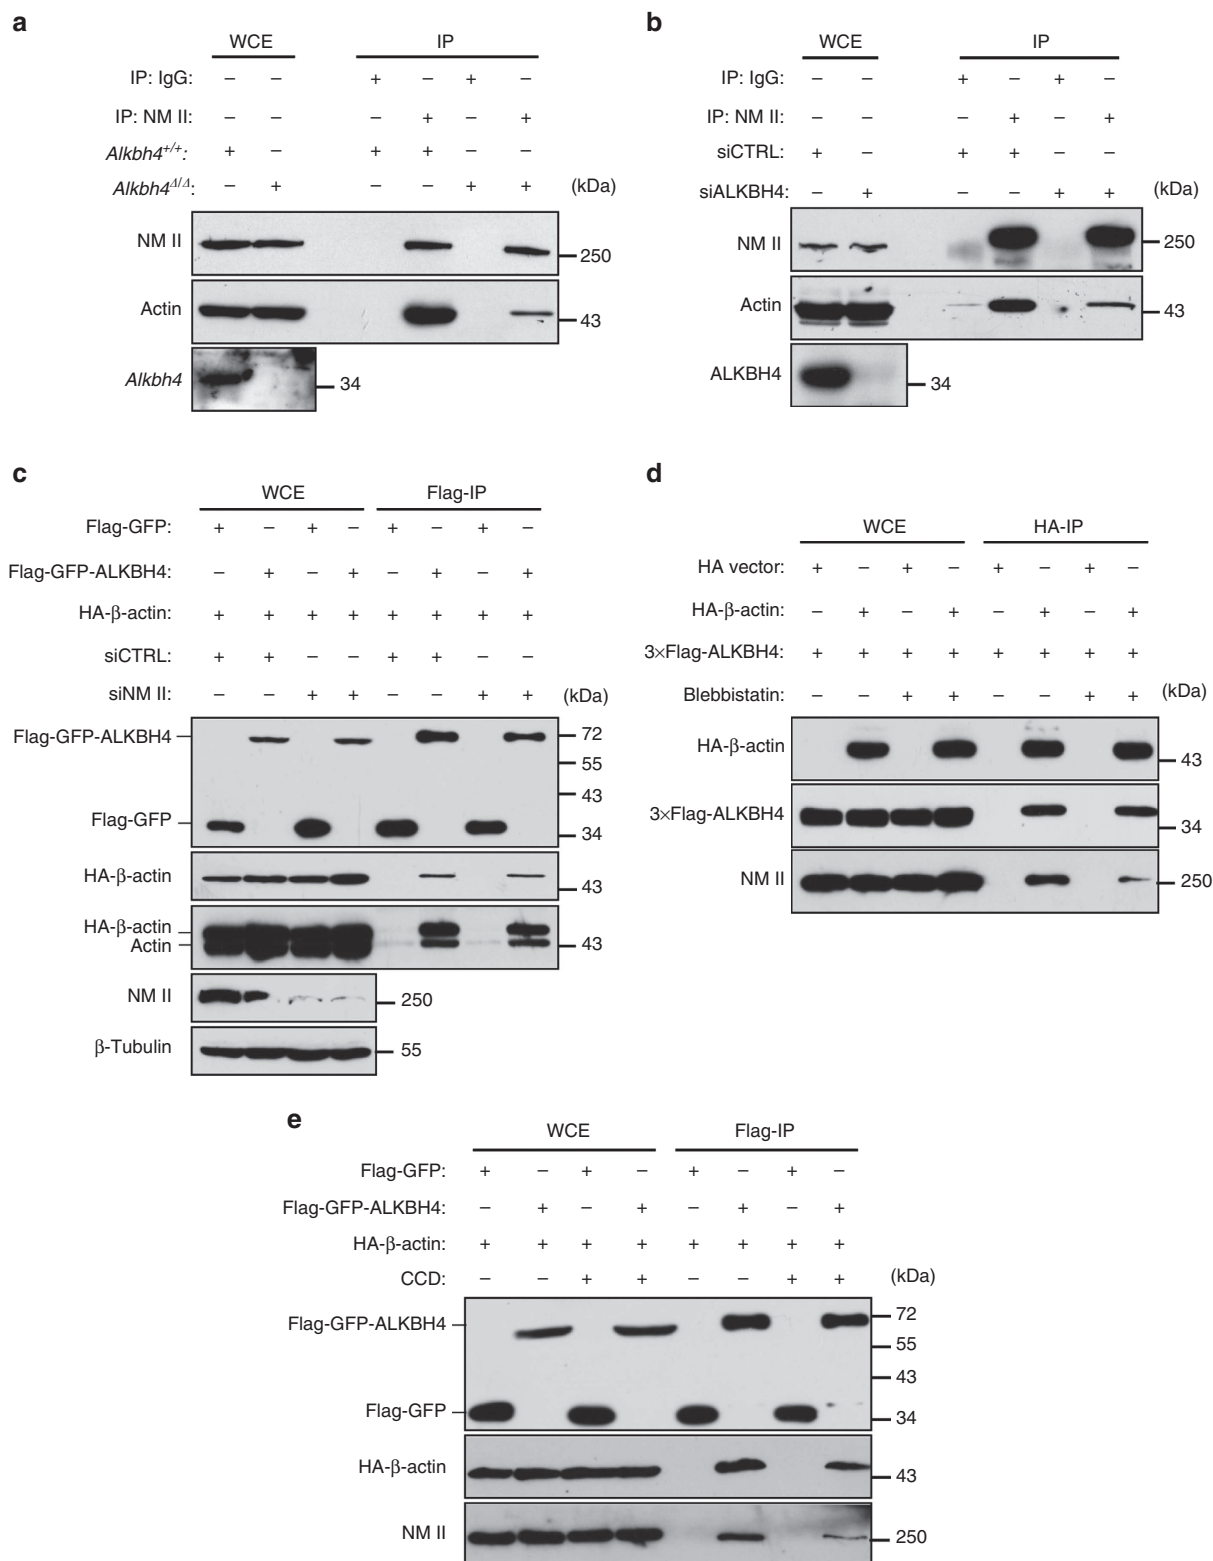 a
WCE IP
IP: IgG: – – + – + –
IP: NM II: – – – + – +
Alkbh4+/+: + – + + – –
Alkbh4Δ/Δ: – + – – + + (kDa)
NM II 250
Actin 43
Alkbh4 34
b
WCE IP
IP: IgG: – – + – + –
IP: NM II: – – – + – +
siCTRL: + – + + – –
siALKBH4: – + – – + +
NM II 250
Actin 43
ALKBH4 34
c
WCE Flag-IP
Flag-GFP: + – + – + – + –
Flag-GFP-ALKBH4: – + – + – + – +
HA-β-actin: + + + + + + + +
siCTRL: + + – – + + – –
siNM II: – – + + – – + + (kDa)
Flag-GFP-ALKBH4 72
55
43
Flag-GFP 34
HA-β-actin 43
HA-β-actin
Actin 43
NM II 250
β-Tubulin 55
d
WCE HA-IP
HA vector: + – + – + – + –
HA-β-actin: – + – + – + – +
3×Flag-ALKBH4: + + + + + + + +
Blebbistatin: – – + + – – + + (kDa)
HA-β-actin 43
3×Flag-ALKBH4 34
NM II 250
e
WCE Flag-IP
Flag-GFP: + – + – + – + –
Flag-GFP-ALKBH4: – + – + – + – +
HA-β-actin: + + + + + + + +
CCD: – – + + – – + + (kDa)
Flag-GFP-ALKBH4 72
55
43
Flag-GFP 34
HA-β-actin 43
NM II 250